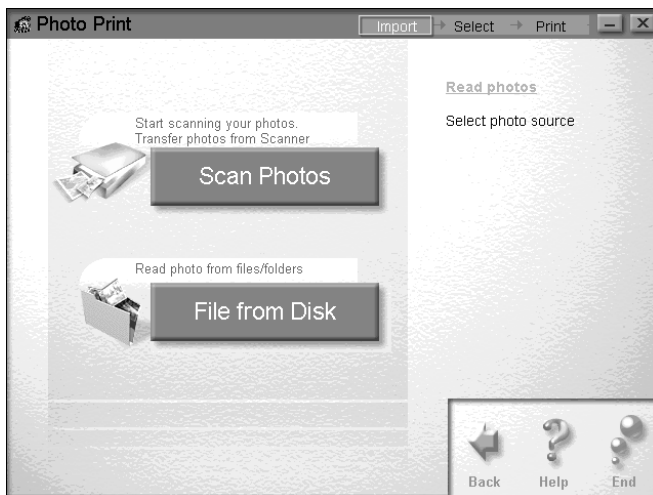 Photo Print
Import Select Print
Read photos
Select photo source
Start scanning your photos.
Transfer photos from Scanner
Scan Photos
Read photo from files/folders
File from Disk
Back Help End